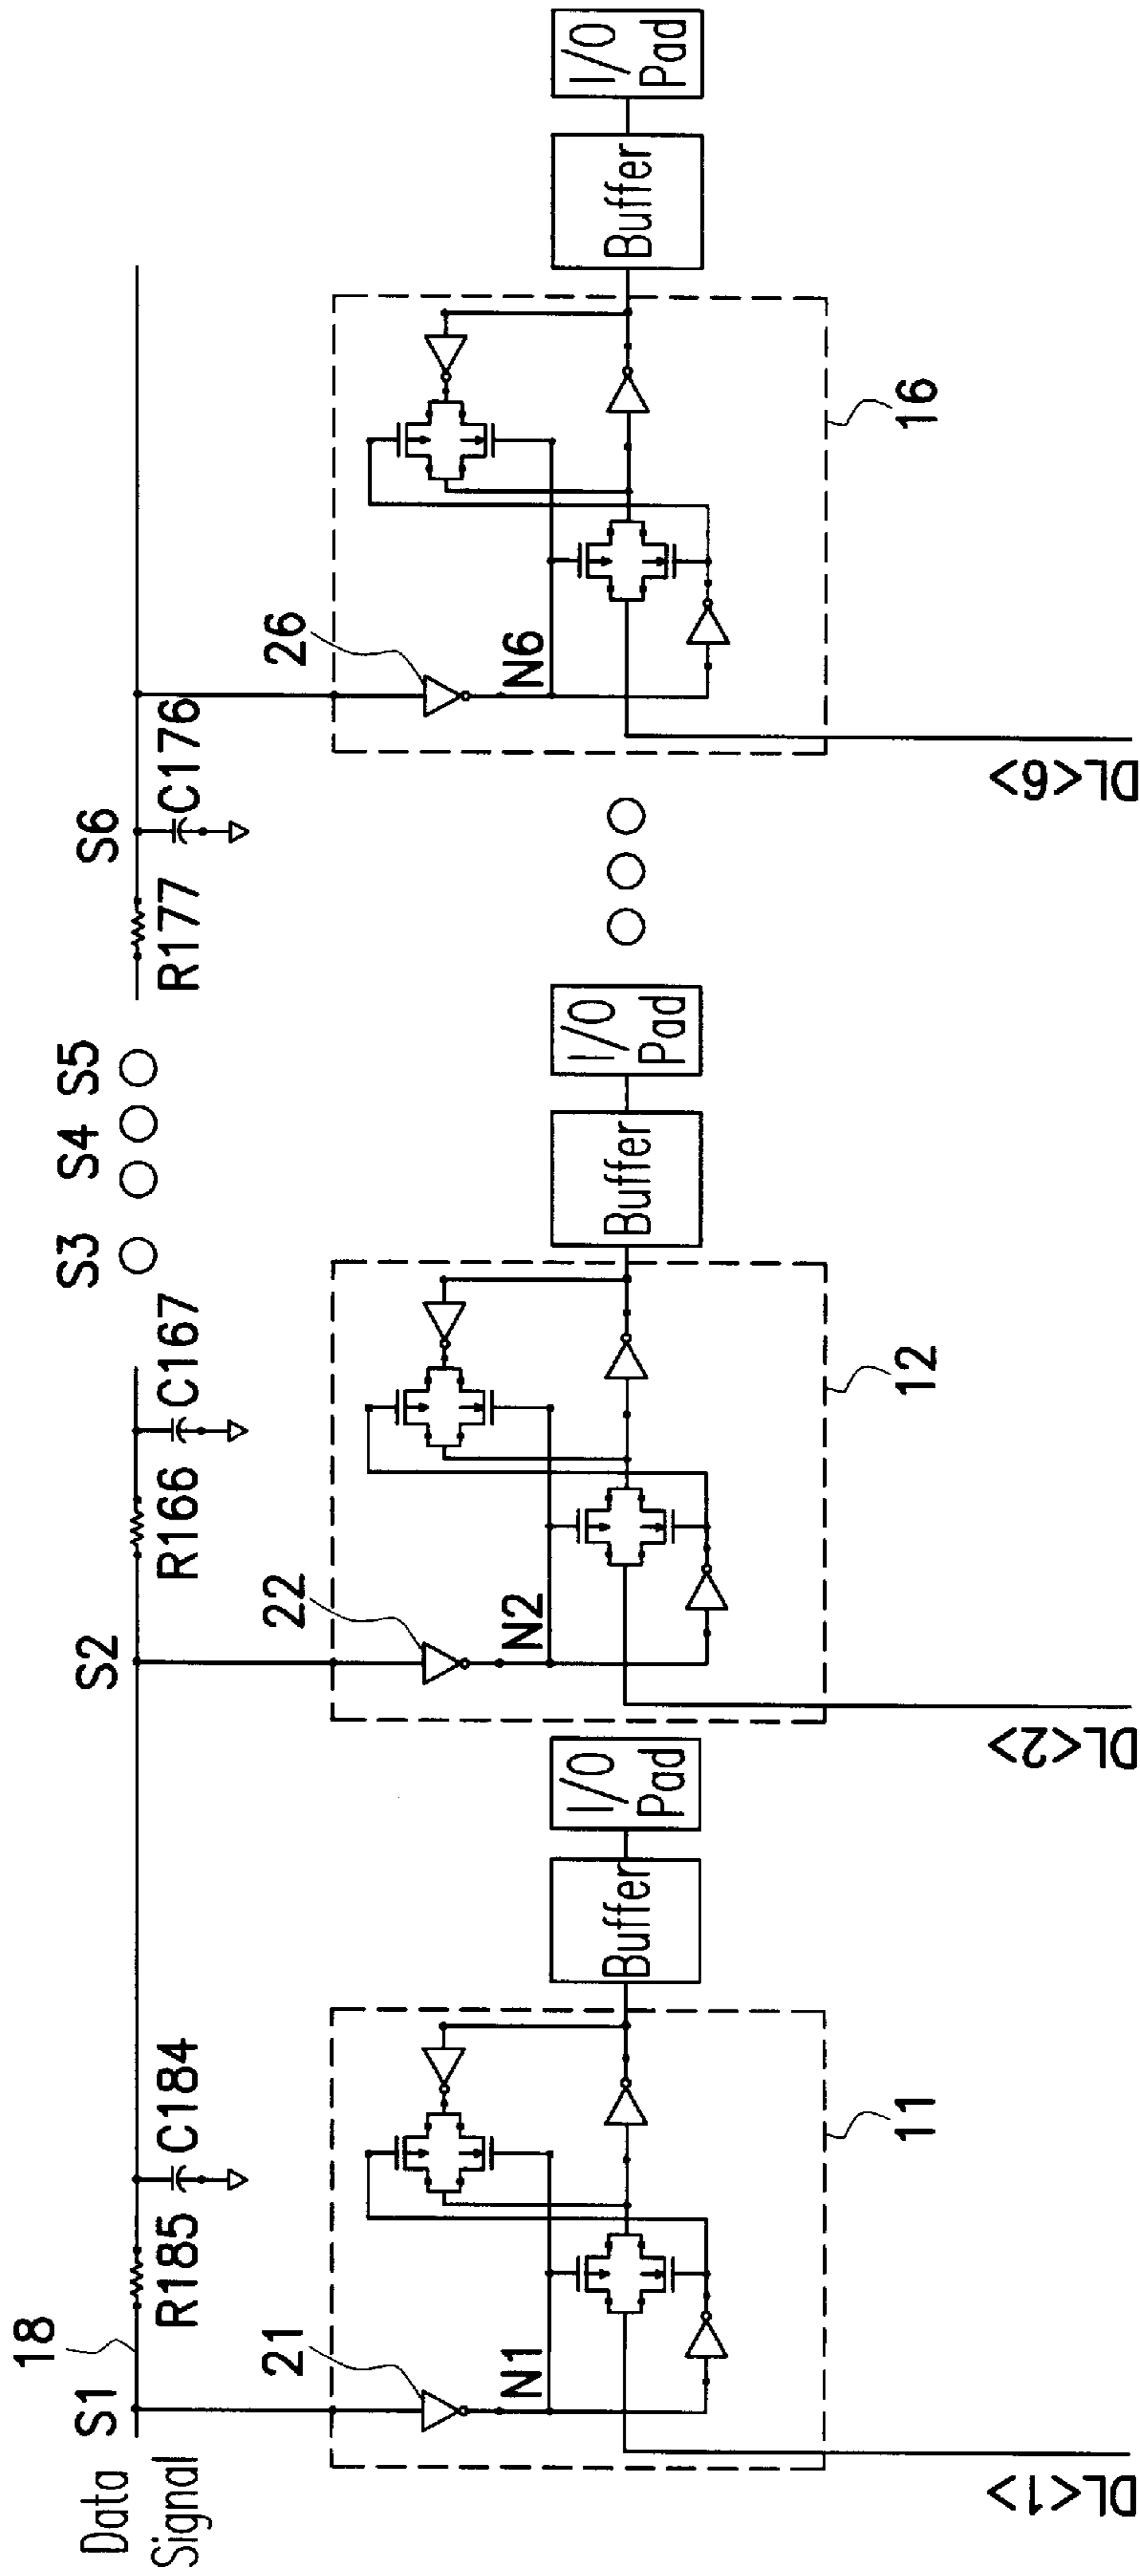 Data
Signal
S1
18
R185
C184
S2
R166
C167
S3
S4
S5
R177
S6
C176
21
N1
11
DL<1>
Buffer
I/O
Pad
22
N2
12
DL<2>
Buffer
I/O
Pad
26
N6
16
DL<6>
Buffer
I/O
Pad